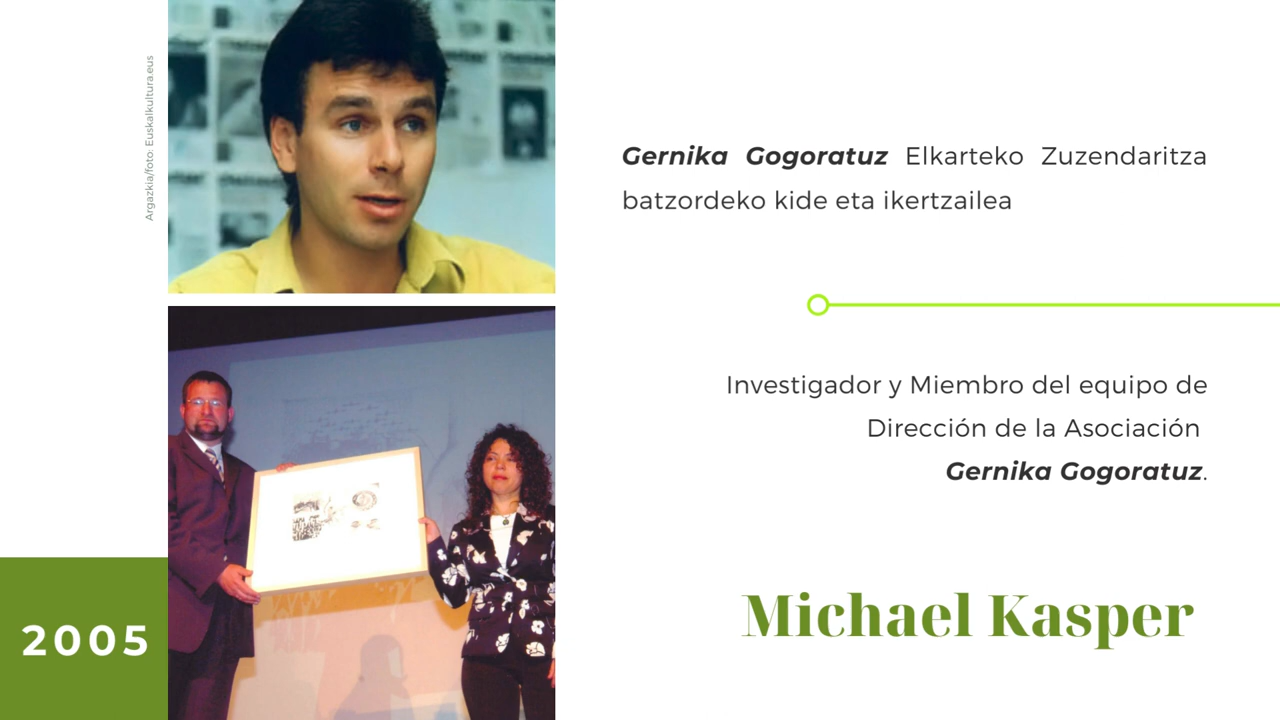 Argazkia/foto: Euskalkultura.eus
Gernika Gogoratuz Elkarteko Zuzendaritza
batzordeko kide eta ikertzailea
Investigador y Miembro del equipo de
Dirección de la Asociación
Gernika Gogoratuz.
Michael Kasper
2005